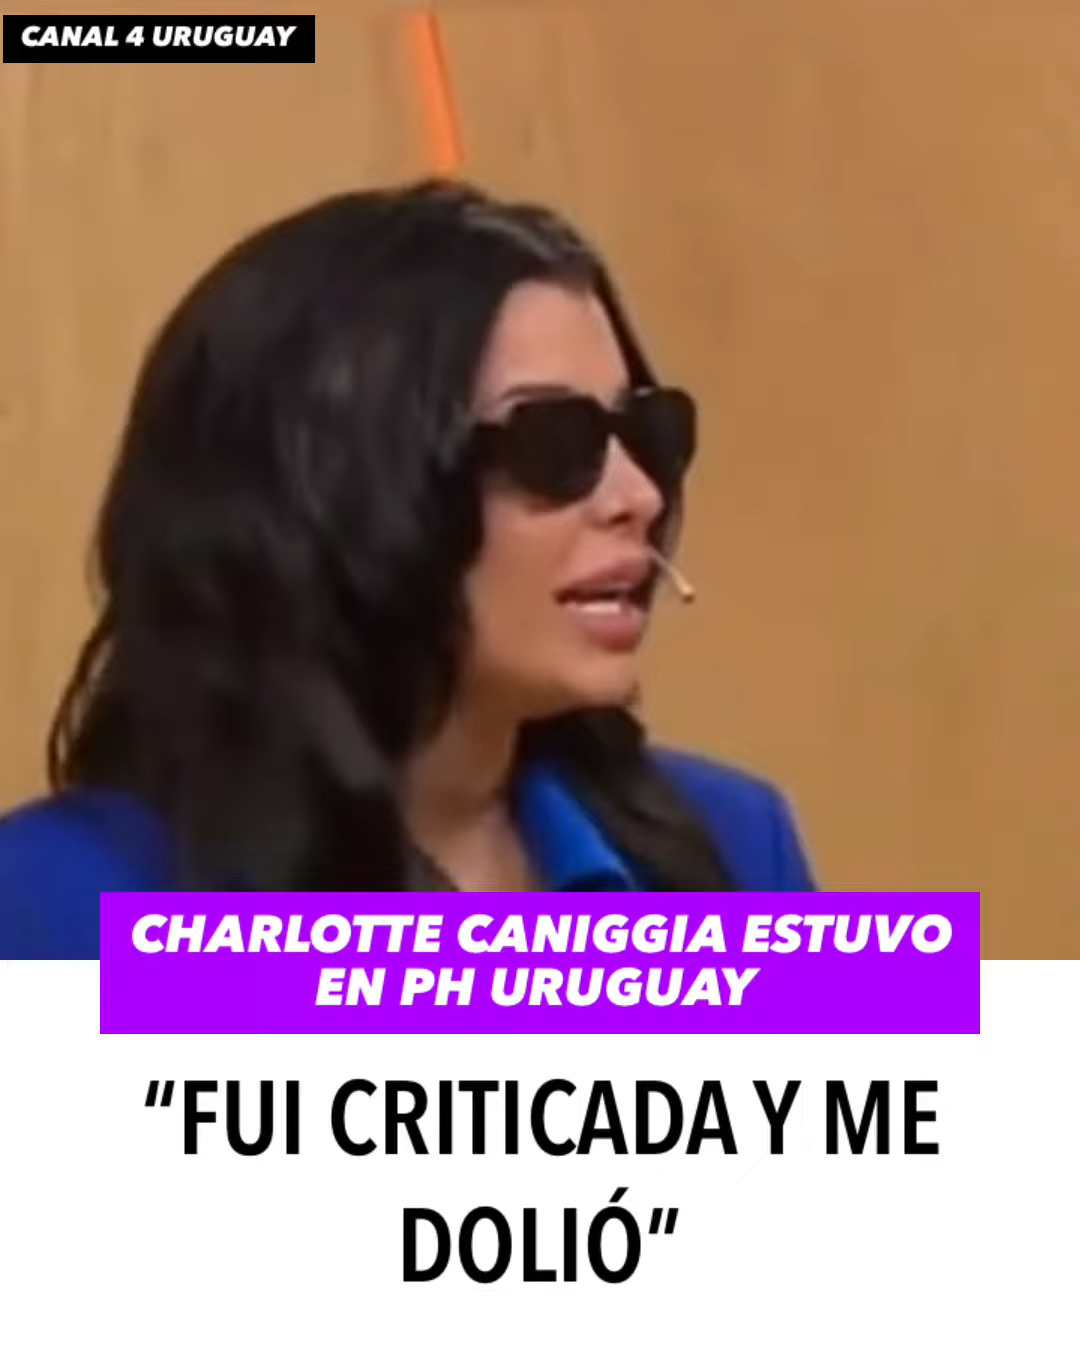 CANAL 4 URUGUAY
CHARLOTTE CANIGGIA ESTUVO
EN PH URUGUAY
“FUI CRITICADA Y ME
DOLIÓ”